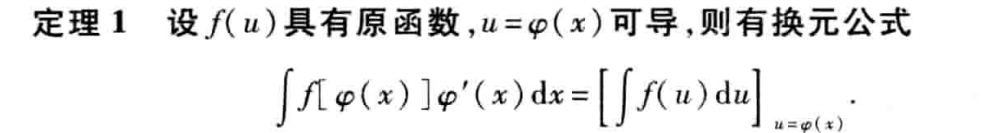 定理1 设f(u)具有原函数,u=φ(x)可导,则有换元公式
∫f[φ(x)]φ′(x)dx=[∫f(u)du]_{u=φ(x)}.